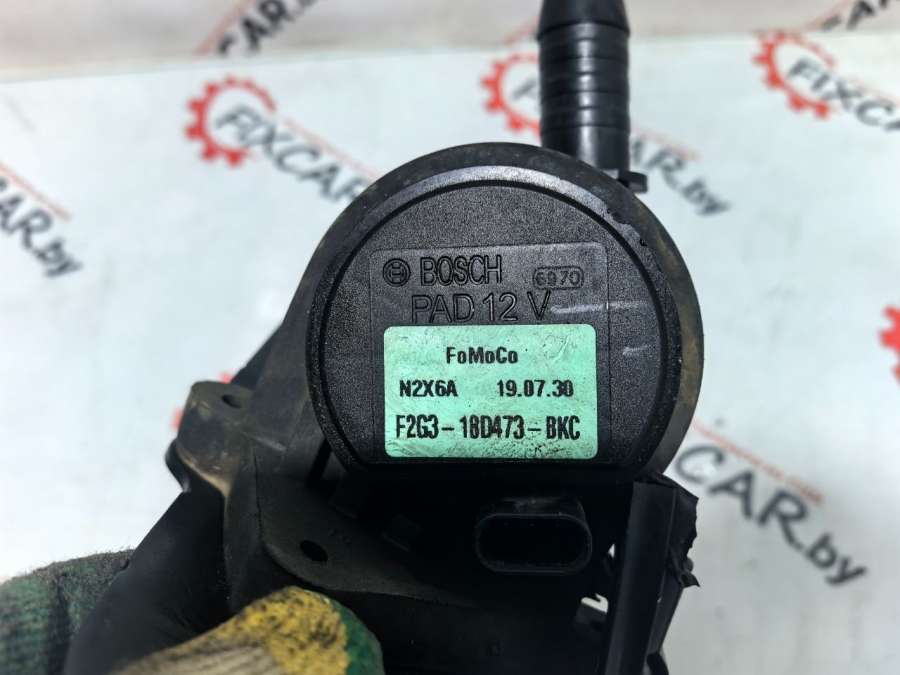 FIXCAR.by
BOSCH 6970
PAD 12 V
FoMoCo
N2X6A 19.07.30
F2G3-18D473-BKC